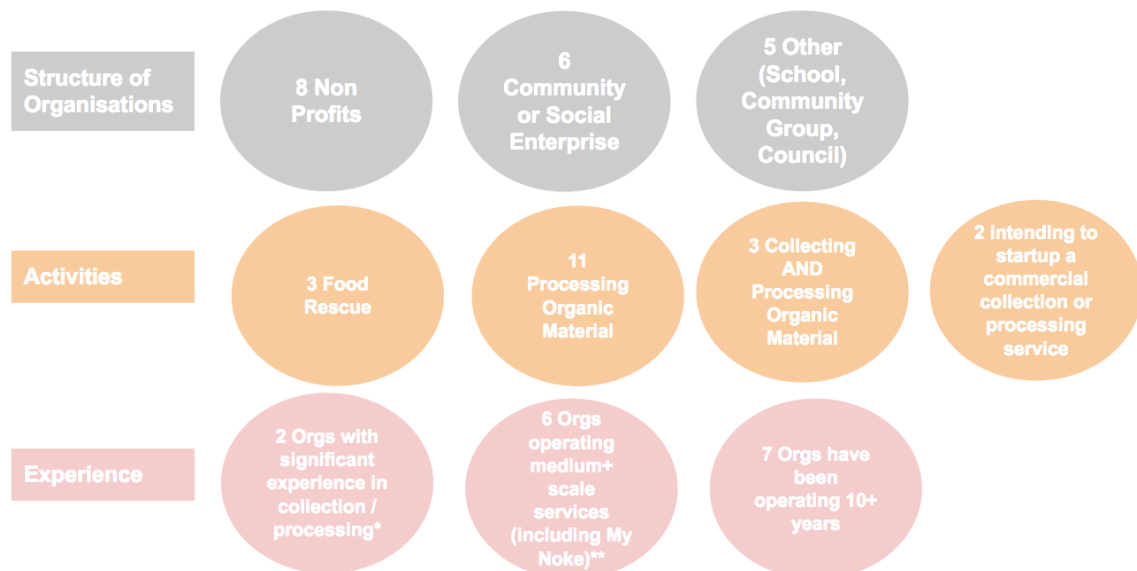 Structure of
Organisations
8 Non
Profits
6
Community
or Social
Enterprise
5 Other
(School,
Community
Group,
Council)
Activities
3 Food
Rescue
11
Processing
Organic
Material
3 Collecting
AND
Processing
Organic
Material
2 intending to
startup a
commercial
collection or
processing
service
Experience
2 Orgs with
significant
experience in
collection /
processing*
6 Orgs
operating
medium+
scale
services
(including My
Noke)**
7 Orgs have
been
operating 10+
years